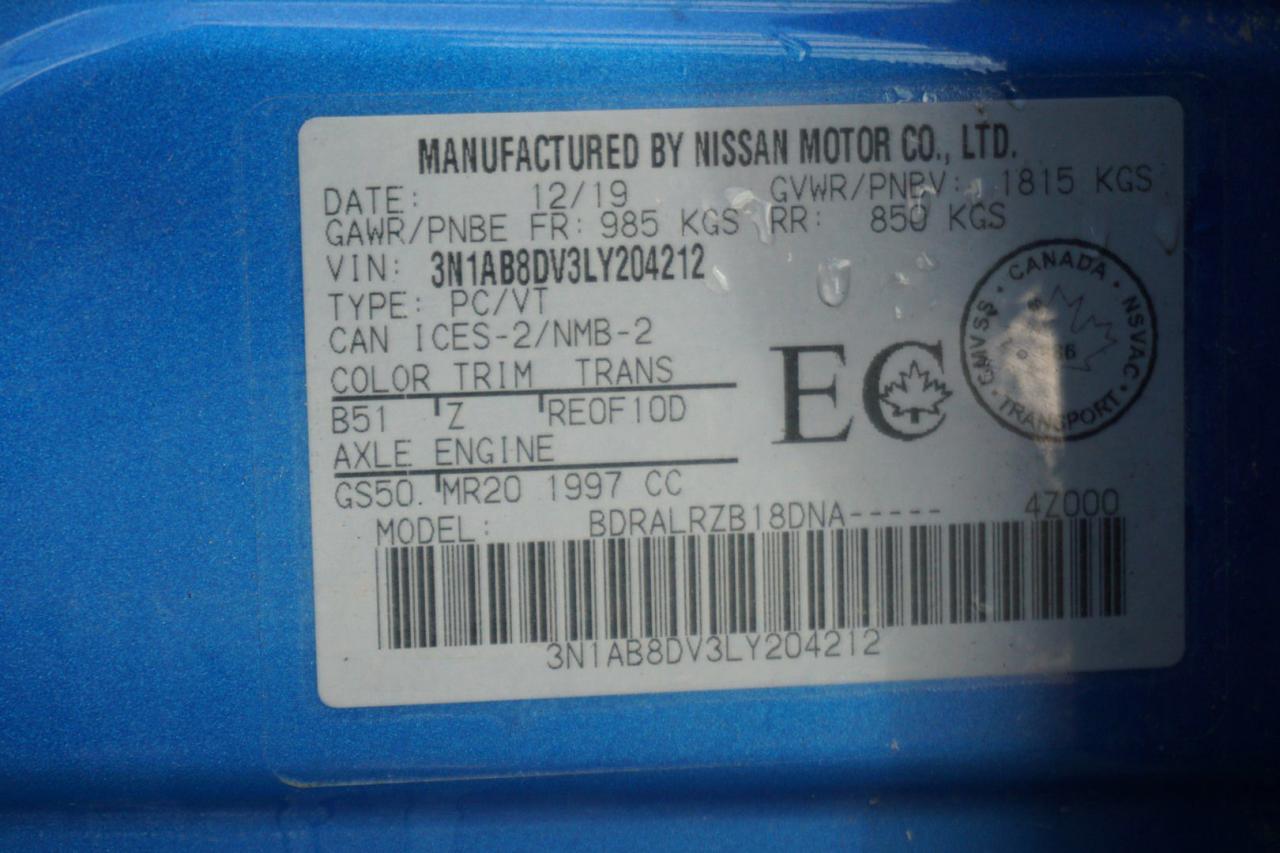 MANUFACTURED BY NISSAN MOTOR CO., LTD.
DATE: 12/19 GVWR/PNBV: 1815 KGS
GAWR/PNBE FR: 985 KGS RR: 850 KGS
VIN: 3N1AB8DV3LY204212
TYPE: PC/VT
CAN ICES-2/NMB-2
COLOR TRIM TRANS
B51 Z RE0F10D
AXLE ENGINE
GS50. MR20 1997 CC
EC
CANADA · NSVAC · TRANSPORT · CMVSS ·
MODEL: BDRALRZB18DNA----- 4Z000
3N1AB8DV3LY204212